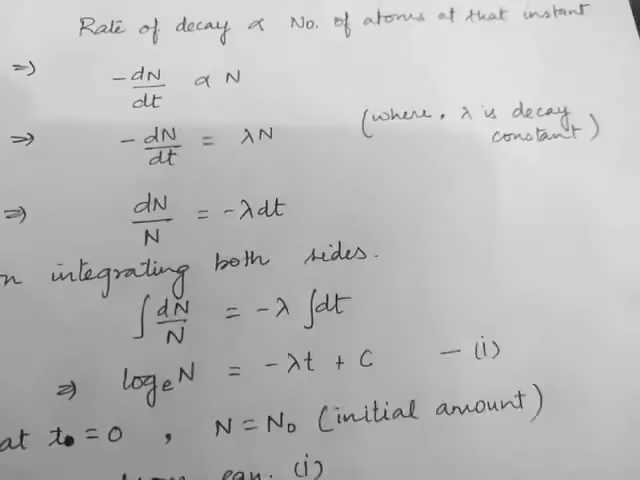 Rate of decay ∝ No. of atoms at that instant
=> -dN/dt ∝ N
=> -dN/dt = λN (where, λ is decay constant)
=> dN/N = -λdt
n integrating both sides.
∫dN/N = -λ ∫dt
=> logₑN = -λt + C - (i)
at t₀=0, N=N₀ (initial amount)
eqn. (i)